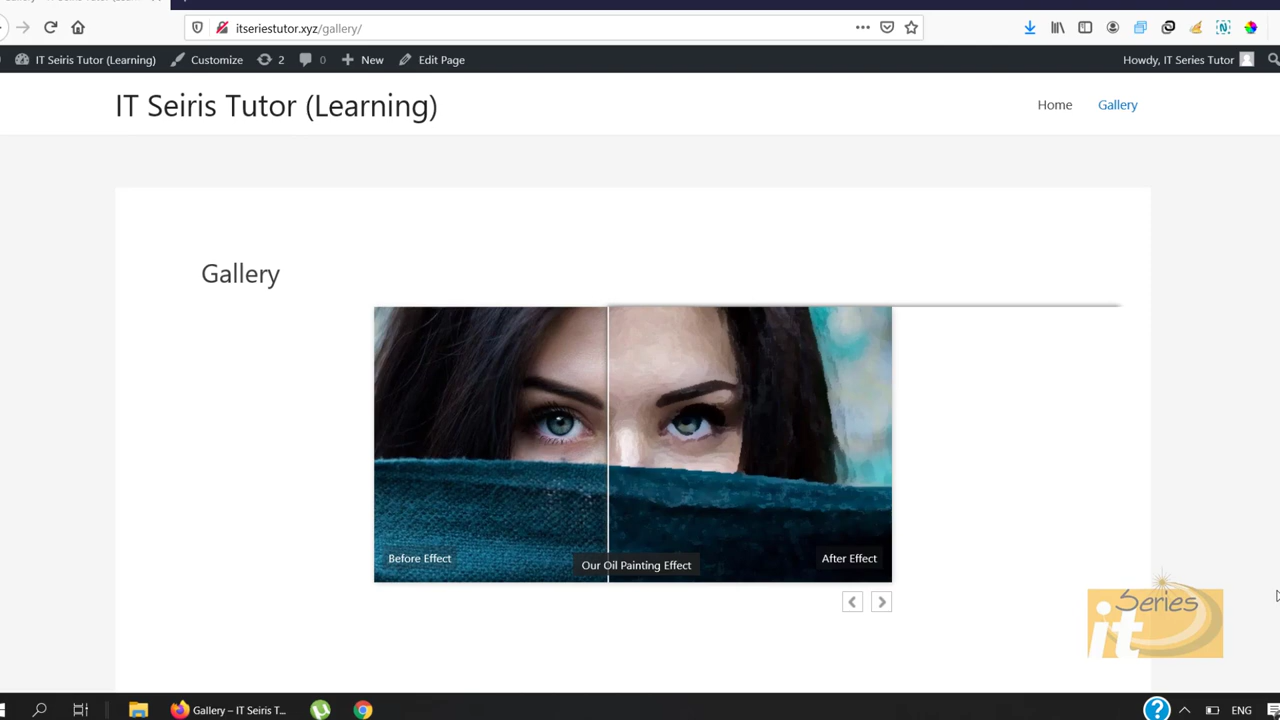 itseriestutor.xyz/gallery/
IT Seiris Tutor (Learning)
Customize
2
0
New
Edit Page
Howdy, IT Series Tutor
IT Seiris Tutor (Learning)
Home
Gallery
Gallery
Before Effect
Our Oil Painting Effect
After Effect
it Series
Gallery – IT Seiris T...
ENG